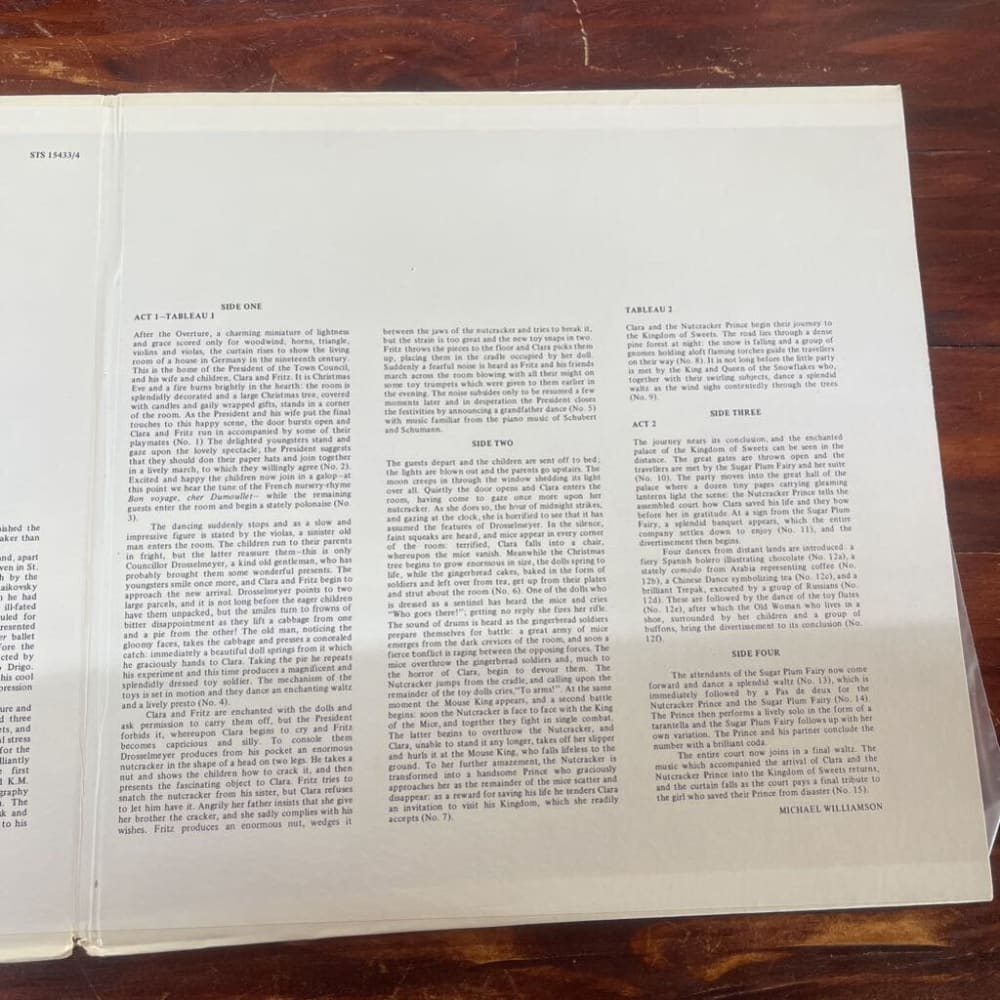 STS 15433/4
ished the
aker than
nd, apart
ven in St.
h by the
aikovsky
n he had
ill-fated
uled for
resented
er ballet
fore the
cted by
Drigo.
his cool
pression
ure and
d three
ets, and
l stress
for the
lliantly
e first
d K.M.
graphy
. The
k and
to his
SIDE ONE
ACT 1—TABLEAU 1
After the Overture, a charming miniature of lightness
and grace scored only for woodwind, horns, triangle,
violins and violas, the curtain rises to show the living
room of a house in Germany in the nineteenth century.
This is the home of the President of the Town Council,
and his wife and children, Clara and Fritz. It is Christmas
Eve and a fire burns brightly in the hearth: the room is
splendidly decorated and a large Christmas tree, covered
with candles and gaily wrapped gifts, stands in a corner
of the room. As the President and his wife put the final
touches to this happy scene, the door bursts open and
Clara and Fritz run in accompanied by some of their
playmates (No. 1) The delighted youngsters stand and
gaze upon the lovely spectacle; the President suggests
that they should don their paper hats and join together
in a lively march, to which they willingly agree (No. 2).
Excited and happy the children now join in a galop—at
this point we hear the tune of the French nursery-rhyme
Bon voyage, cher Dumoullet— while the remaining
guests enter the room and begin a stately polonaise (No.
3).
The dancing suddenly stops and as a slow and
impressive figure is stated by the violas, a sinister old
man enters the room. The children run to their parents
in fright, but the latter reassure them—this is only
Councillor Drosselmeyer, a kind old gentleman, who has
probably brought them some wonderful presents. The
youngsters smile once more, and Clara and Fritz begin to
approach the new arrival. Drosselmeyer points to two
large parcels, and it is not long before the eager children
have them unpacked, but the smiles turn to frowns of
bitter disappointment as they lift a cabbage from one
and a pie from the other! The old man, noticing the
gloomy faces, takes the cabbage and presses a concealed
catch: immediately a beautiful doll springs from it which
he graciously hands to Clara. Taking the pie he repeats
his experiment and this time produces a magnificent and
splendidly dressed toy soldier. The mechanism of the
toys is set in motion and they dance an enchanting waltz
and a lively presto (No. 4).
Clara and Fritz are enchanted with the dolls and
ask permission to carry them off, but the President
forbids it, whereupon Clara begins to cry and Fritz
becomes capricious and silly. To console them
Drosselmeyer produces from his pocket an enormous
nutcracker in the shape of a head on two legs. He takes a
nut and shows the children how to crack it, and then
presents the fascinating object to Clara. Fritz tries to
snatch the nutcracker from his sister, but Clara refuses
to let him have it. Angrily her father insists that she give
her brother the cracker, and she sadly complies with his
wishes. Fritz produces an enormous nut, wedges it
between the jaws of the nutcracker and tries to break it,
but the strain is too great and the new toy snaps in two.
Fritz throws the pieces to the floor and Clara picks them
up, placing them in the cradle occupied by her doll.
Suddenly a fearful noise is heard as Fritz and his friends
march across the room blowing with all their might on
some toy trumpets which were given to them earlier in
the evening. The noise subsides only to be resumed a few
moments later and in desperation the President closes
the festivities by announcing a grandfather dance (No. 5)
with music familiar from the piano music of Schubert
and Schumann.
SIDE TWO
The guests depart and the children are sent off to bed;
the lights are blown out and the parents go upstairs. The
moon creeps in through the window shedding its light
over all. Quietly the door opens and Clara enters the
room, having come to gaze once more upon her
nutcracker. As she does so, the hour of midnight strikes,
and gazing at the clock, she is horrified to see that it has
assumed the features of Drosselmeyer. In the silence,
faint squeaks are heard, and mice appear in every corner
of the room: terrified, Clara falls into a chair,
whereupon the mice vanish. Meanwhile the Christmas
tree begins to grow enormous in size, the dolls spring to
life, while the gingerbread cakes, baked in the form of
soldiers and left over from tea, get up from their plates
and strut about the room (No. 6). One of the dolls who
is dressed as a sentinel has heard the mice and cries
"Who goes there!"; getting no reply she fires her rifle.
The sound of drums is heard as the gingerbread soldiers
prepare themselves for battle: a great army of mice
emerges from the dark crevices of the room, and soon a
fierce conflict is raging between the opposing forces. The
mice overthrow the gingerbread soldiers and, much to
the horror of Clara, begin to devour them. The
Nutcracker jumps from the cradle, and calling upon the
remainder of the toy dolls cries,"To arms!". At the same
moment the Mouse King appears, and a second battle
begins: soon the Nutcracker is face to face with the King
of the Mice, and together they fight in single combat.
The latter begins to overthrow the Nutcracker, and
Clara, unable to stand it any longer, takes off her slipper
and hurls it at the Mouse King, who falls lifeless to the
ground. To her further amazement, the Nutcracker is
transformed into a handsome Prince who graciously
approaches her as the remainder of the mice scatter and
disappear: as a reward for saving his life he tenders Clara
an invitation to visit his Kingdom, which she readily
accepts (No. 7).
TABLEAU 2
Clara and the Nutcracker Prince begin their journey to
the Kingdom of Sweets. The road lies through a dense
pine forest at night: the snow is falling and a group of
gnomes holding aloft flaming torches guide the travellers
on their way (No. 8). It is not long before the little party
is met by the King and Queen of the Snowflakes who,
together with their swirling subjects, dance a splendid
waltz as the wind sighs contentedly through the trees
(No. 9).
SIDE THREE
ACT 2
The journey nears its conclusion, and the enchanted
palace of the Kingdom of Sweets can be seen in the
distance. The great gates are thrown open and the
travellers are met by the Sugar Plum Fairy and her suite
(No. 10). The party moves into the great hall of the
palace where a dozen tiny pages carrying gleaming
lanterns light the scene: the Nutcracker Prince tells the
assembled court how Clara saved his life and they bow
before her in gratitude. At a sign from the Sugar Plum
Fairy, a splendid banquet appears, which the entire
company settles down to enjoy (No. 11), and the
divertissement then begins.
Four dances from distant lands are introduced: a
fiery Spanish bolero illustrating chocolate (No. 12a), a
stately comodo from Arabia representing coffee (No.
12b), a Chinese Dance symbolizing tea (No. 12c), and a
brilliant Trepak, executed by a group of Russians (No.
12d). These are followed by the dance of the toy flutes
(No. 12e), after which the Old Woman who lives in a
shoe, surrounded by her children and a group of
buffons, bring the divertissement to its conclusion (No.
12f).
SIDE FOUR
The attendants of the Sugar Plum Fairy now come
forward and dance a splendid waltz (No. 13), which is
immediately followed by a Pas de deux for the
Nutcracker Prince and the Sugar Plum Fairy (No. 14)
The Prince then performs a lively solo in the form of a
tarantella and the Sugar Plum Fairy follows up with her
own variation. The Prince and his partner conclude the
number with a brilliant coda.
The entire court now joins in a final waltz. The
music which accompanied the arrival of Clara and the
Nutcracker Prince into the Kingdom of Sweets returns,
and the curtain falls as the court pays a final tribute to
the girl who saved their Prince from disaster (No. 15).
MICHAEL WILLIAMSON